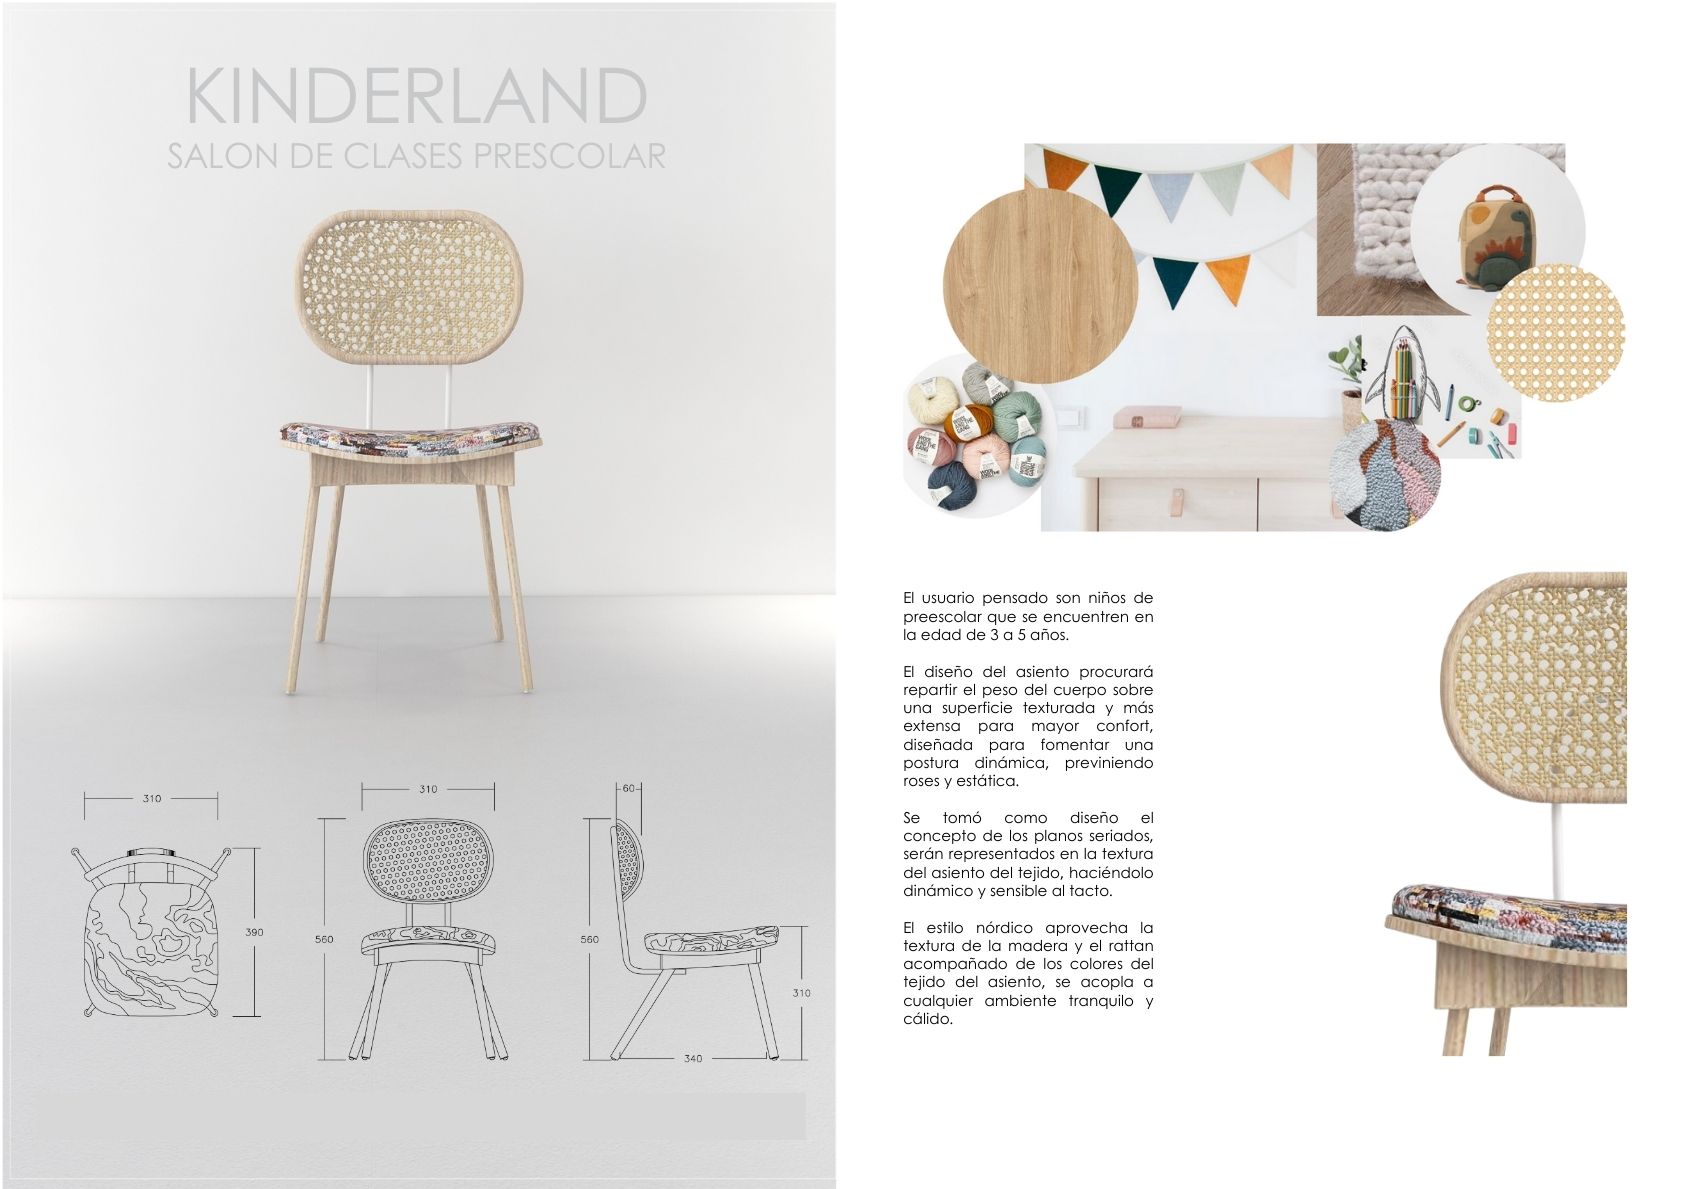 KINDERLAND
SALON DE CLASES PRESCOLAR
310
390
310
560
60
560
310
340
WOOL
AND THE
GANG
El usuario pensado son niños de
preescolar que se encuentren en
la edad de 3 a 5 años.
El diseño del asiento procurará
repartir el peso del cuerpo sobre
una superficie texturada y más
extensa para mayor confort,
diseñada para fomentar una
postura dinámica, previniendo
roses y estática.
Se tomó como diseño el
concepto de los planos seriados,
serán representados en la textura
del asiento del tejido, haciéndolo
dinámico y sensible al tacto.
El estilo nórdico aprovecha la
textura de la madera y el rattan
acompañado de los colores del
tejido del asiento, se acopla a
cualquier ambiente tranquilo y
cálido.